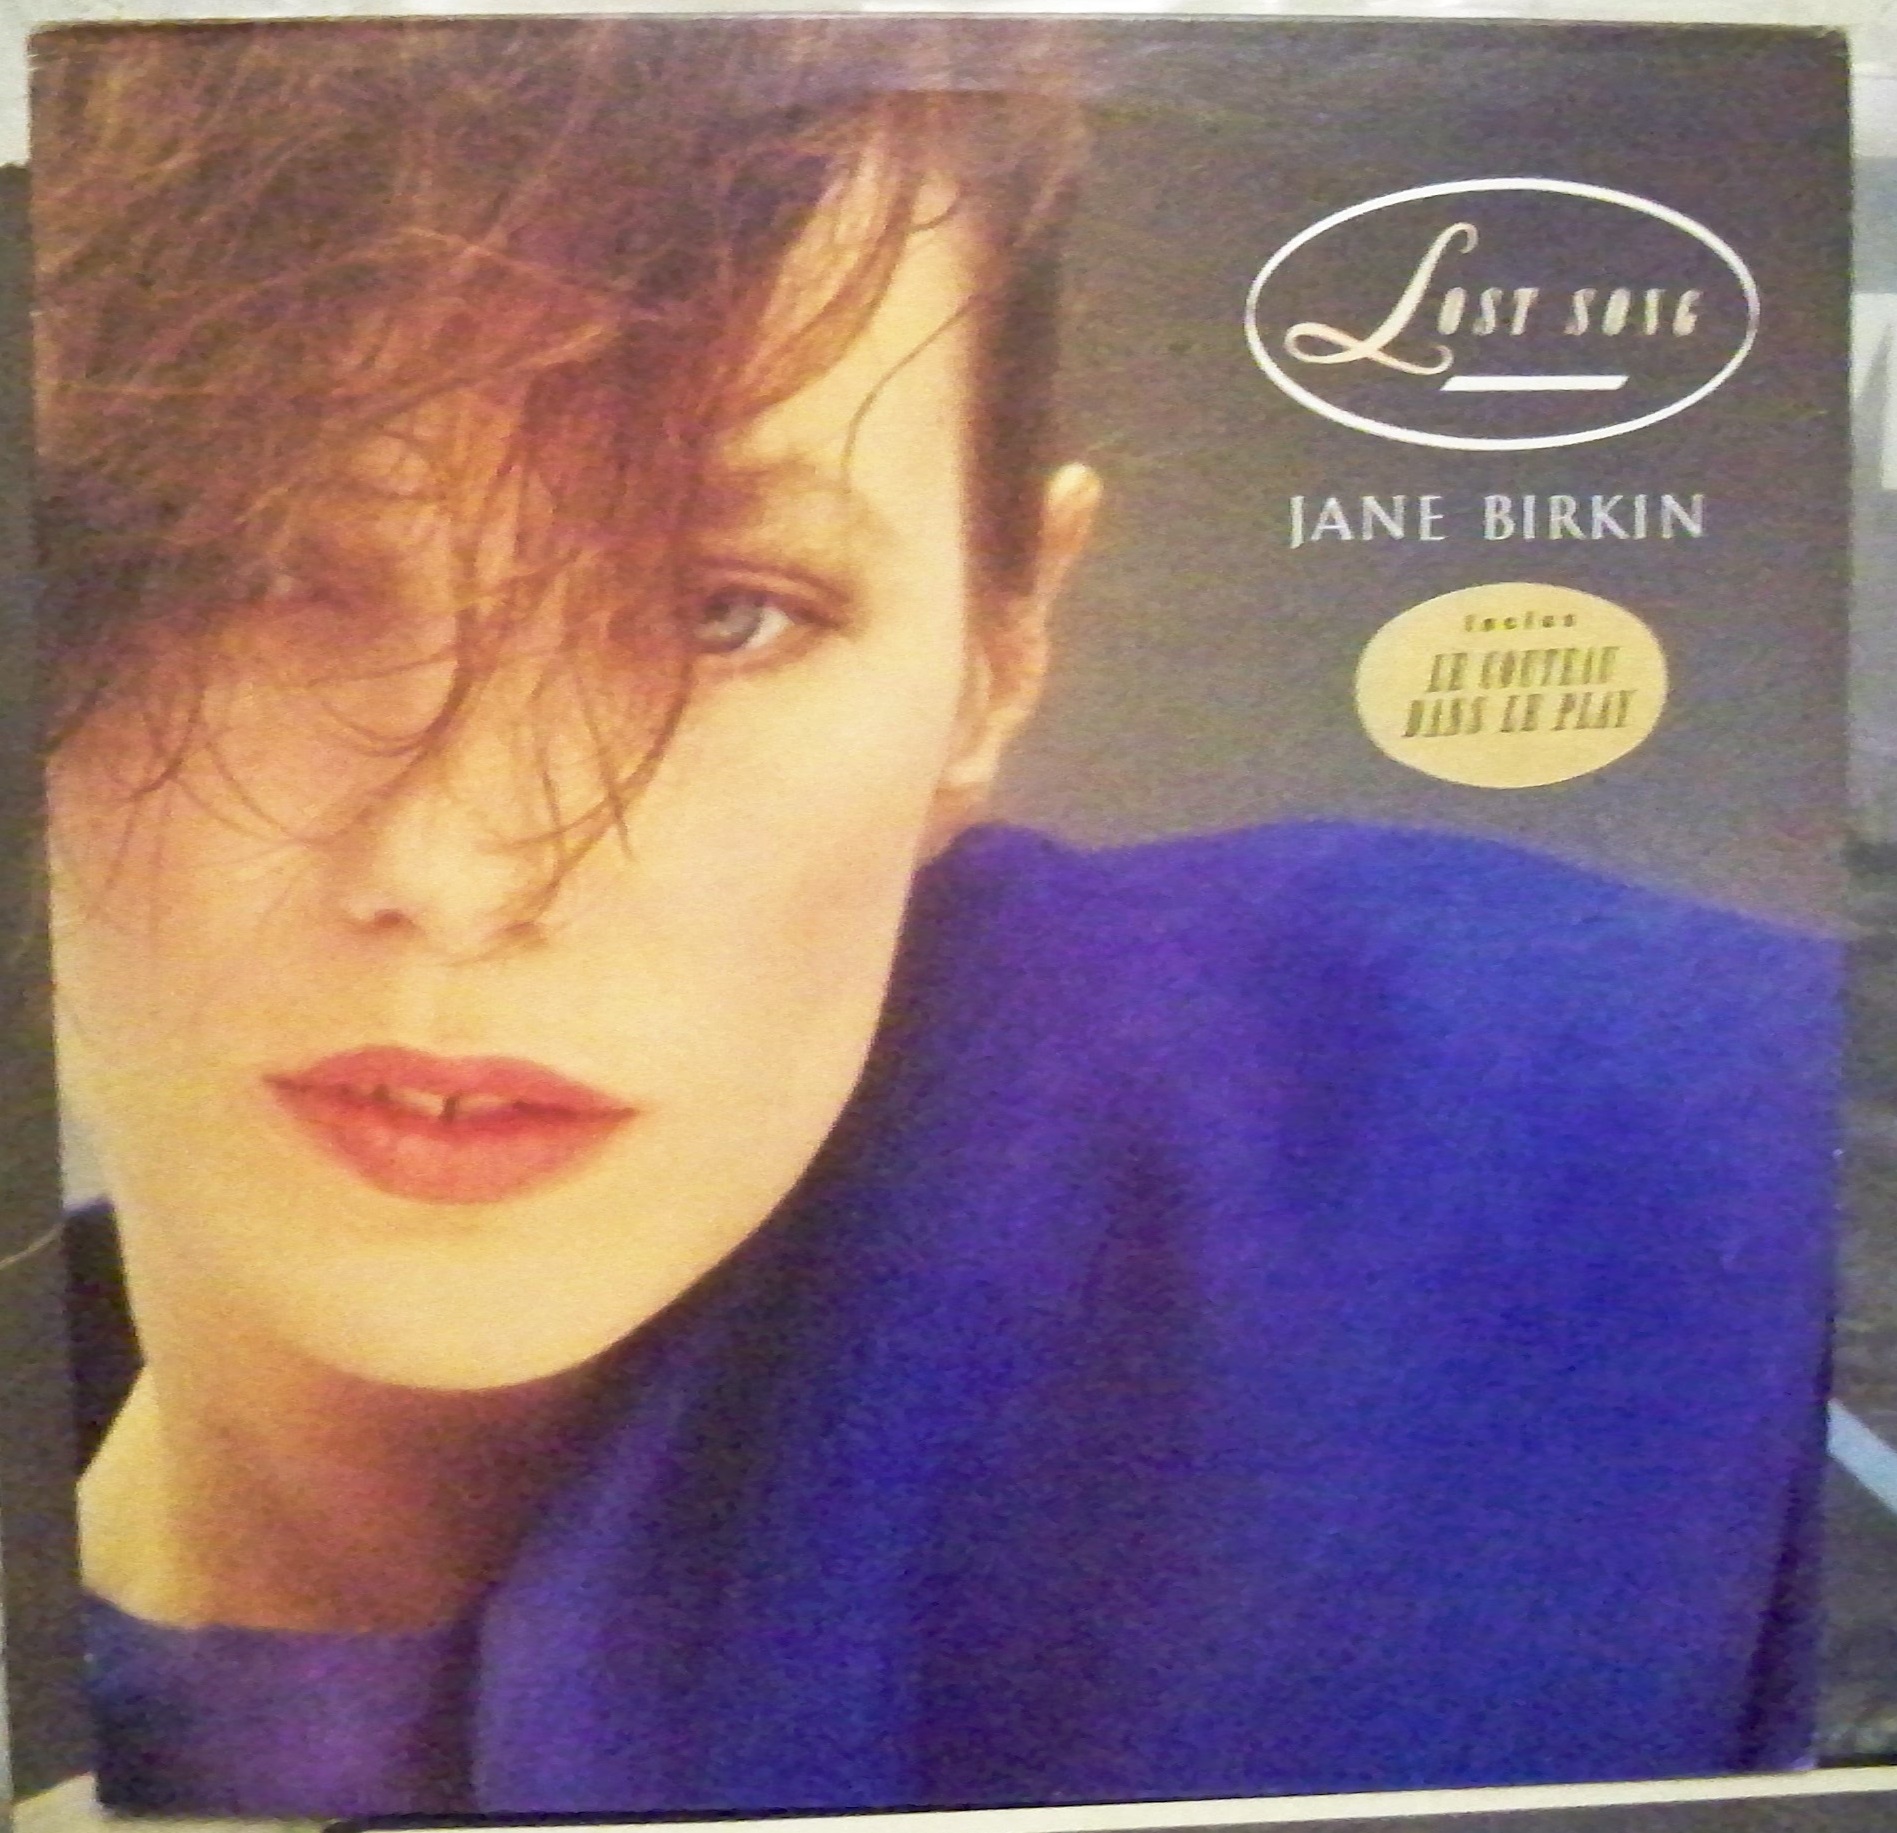 LOST SONG
JANE BIRKIN
Inclus
LE COUTEAU
DANS LE PLAY